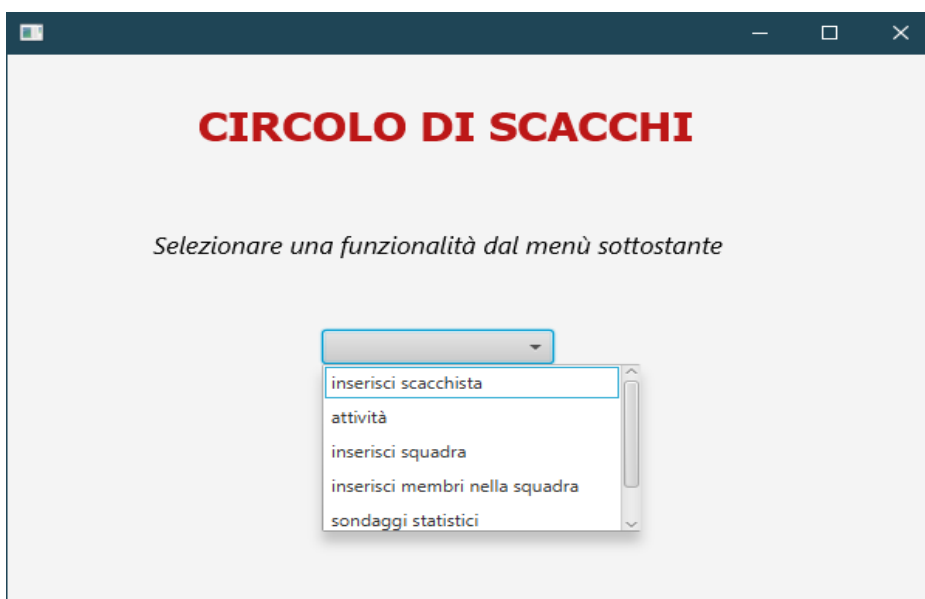 CIRCOLO DI SCACCHI
Selezionare una funzionalità dal menù sottostante
inserisci scacchista
attività
inserisci squadra
inserisci membri nella squadra
sondaggi statistici